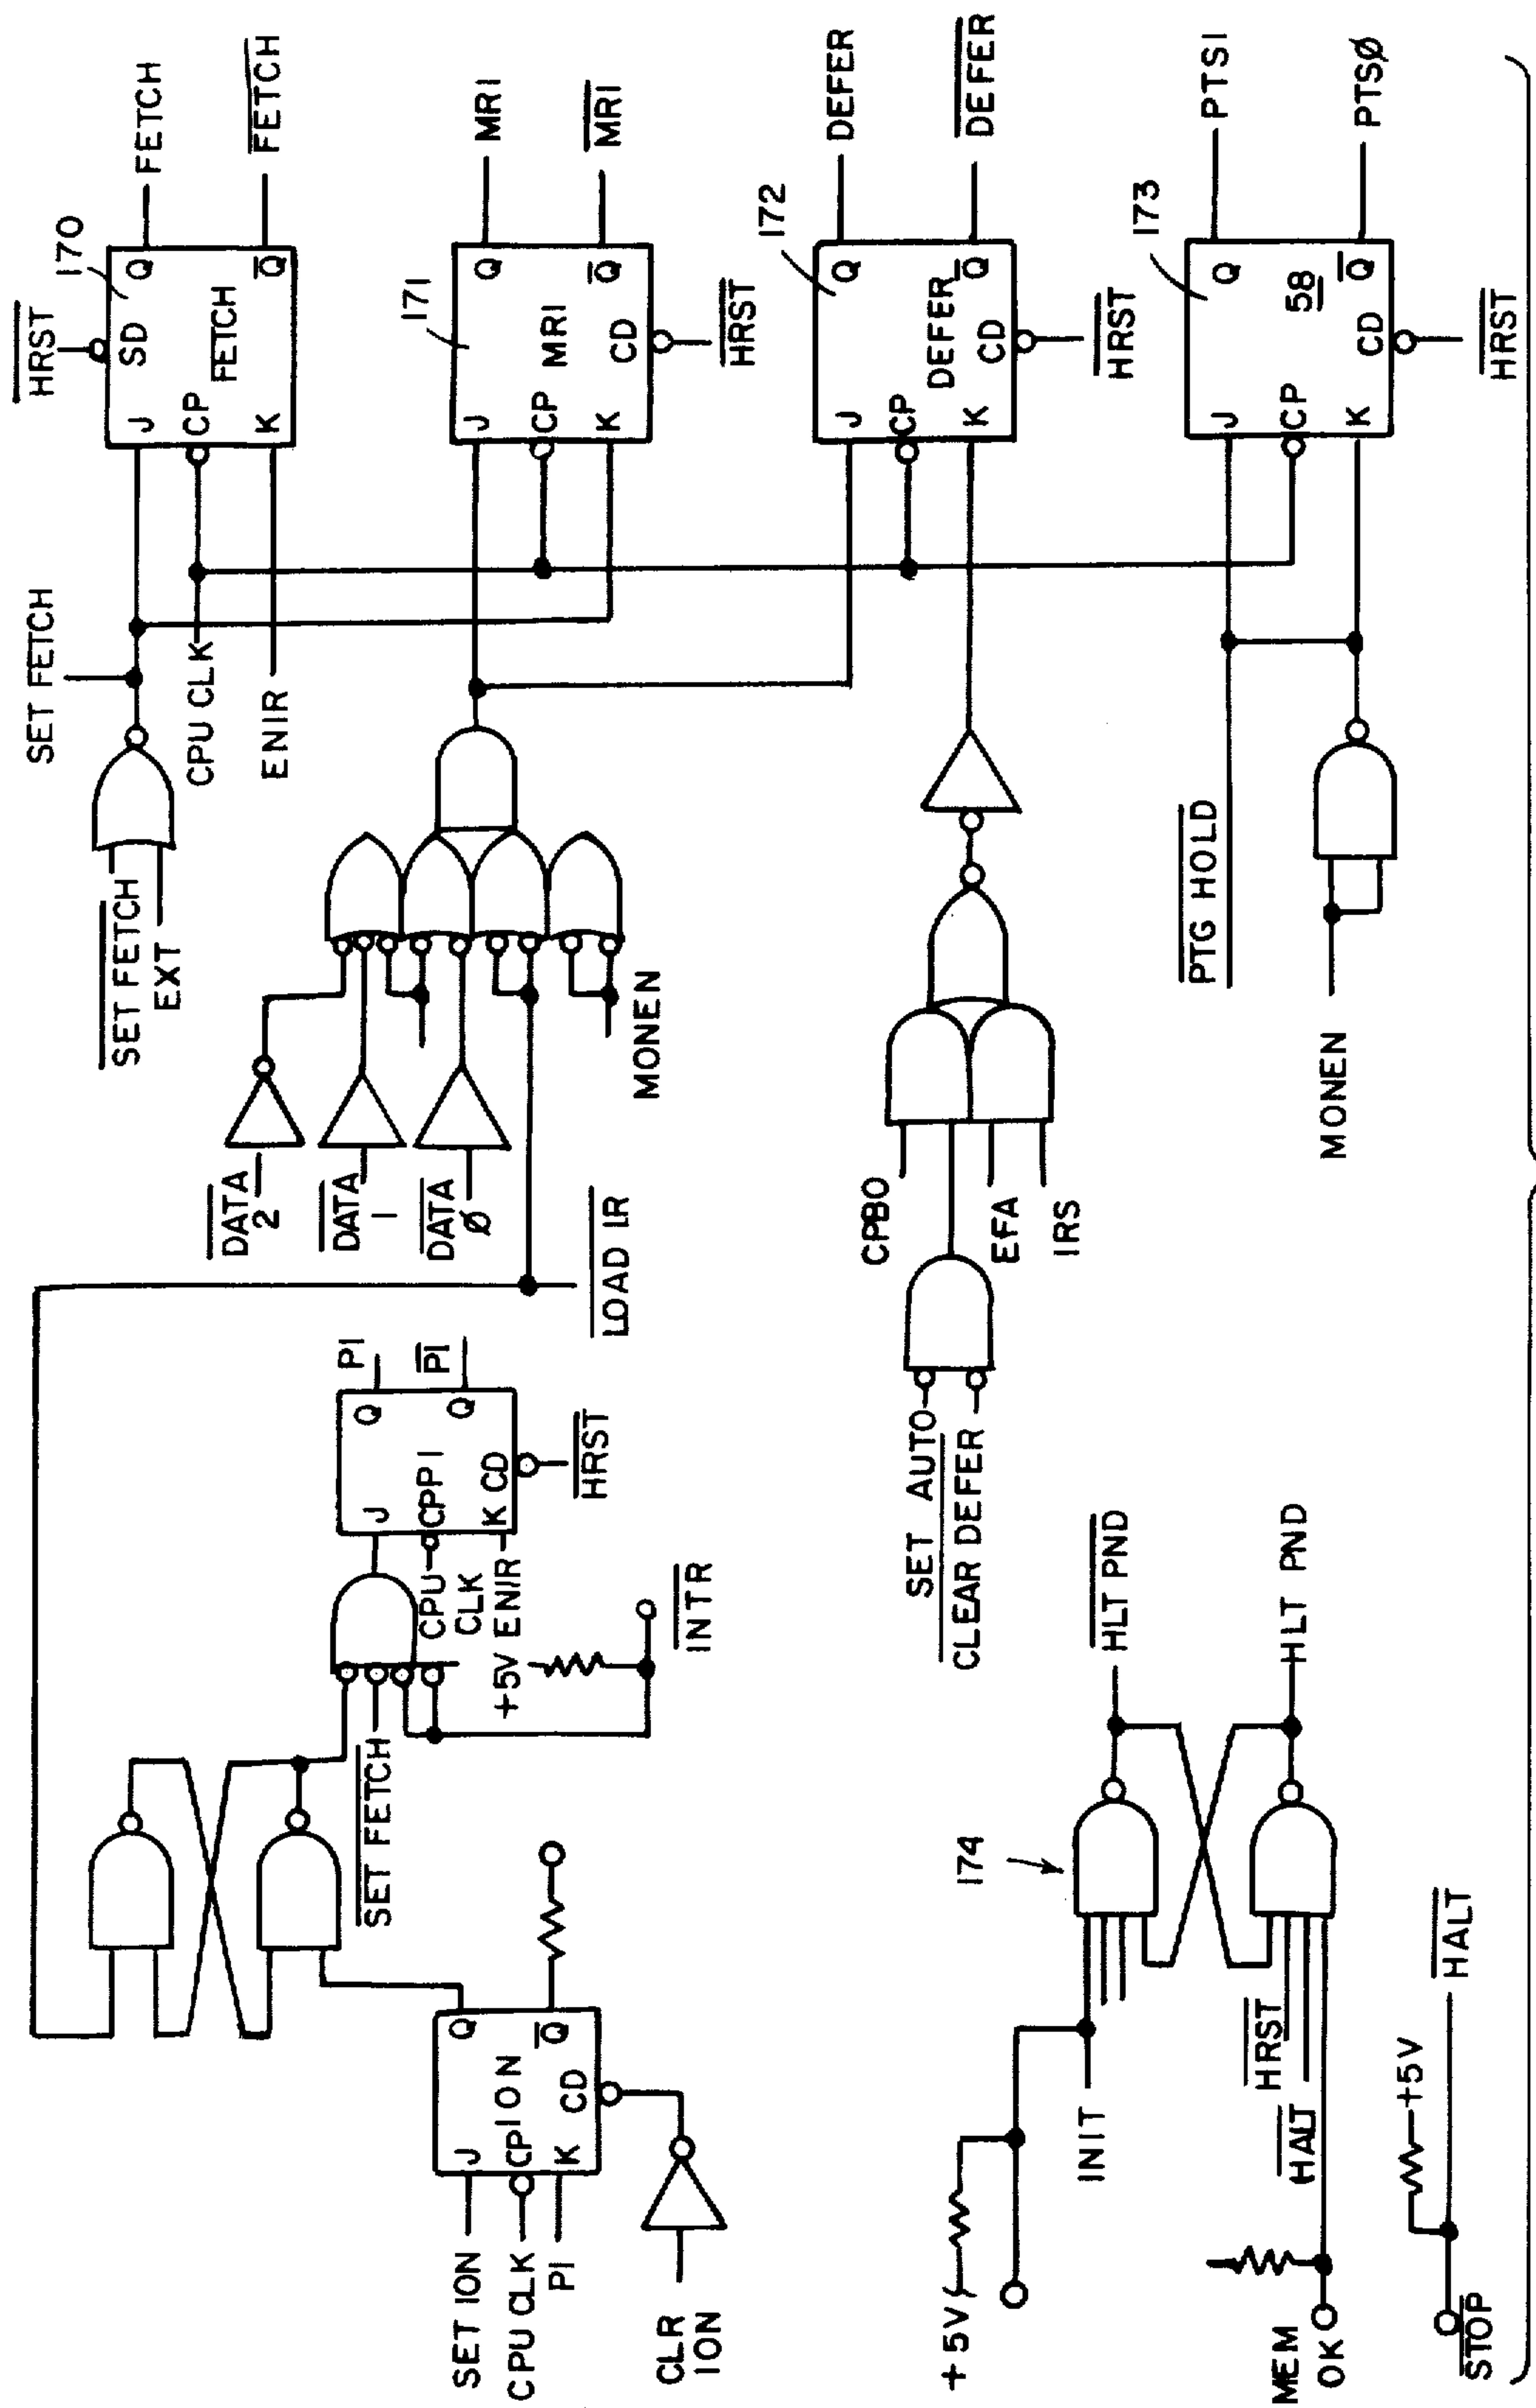 HRST
170
SET FETCH
SD
Q
FETCH
J
CP
FETCH
K
Q
FETCH
SET FETCH
EXT
CPU CLK
ENIR
171
J
Q
MRI
CP
MRI
K
CD
Q
MRI
HRST
DATA
2
DATA
1
DATA
Ø
MONEN
LOAD IR
172
J
Q
DEFER
CP
DEFER
K
CD
Q
DEFER
HRST
CPBO
EFA
IRS
SET AUTO
CLEAR DEFER
173
J
Q
PTS1
CP
58
K
CD
Q
PTSØ
HRST
PTG HOLD
MONEN
PI
PI
Q
Q
J
CP
PI
K
CD
HRST
CPU
CLK
ENIR
+5V
INTR
SET FETCH
Q
Q
J
CP
ION
K
CD
SET ION
CPU CLK
PI
CLR
ION
174
HLT PND
HLT PND
+5V
INIT
HRST
HALT
MEM
OK
+5V
HALT
STOP